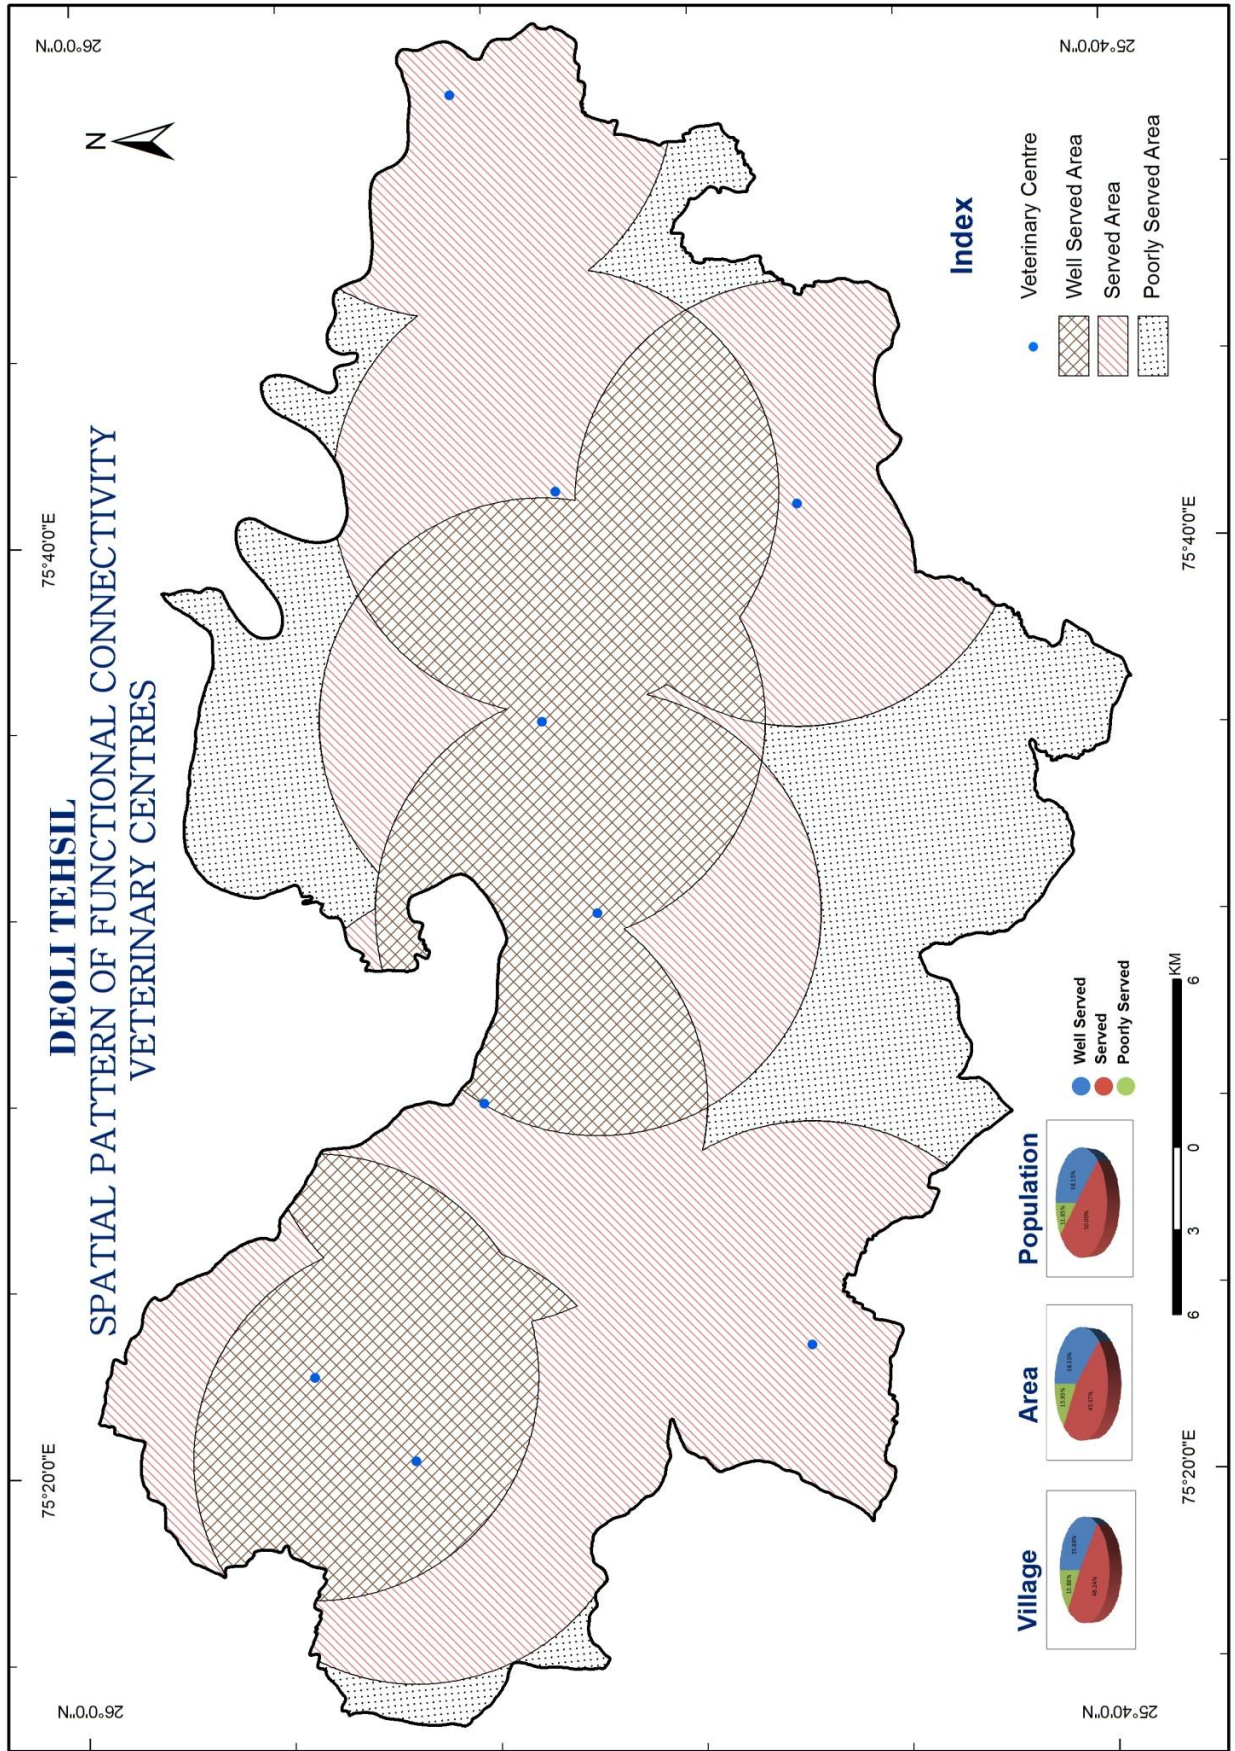 DEOLI TEHSIL
SPATIAL PATTERN OF FUNCTIONAL CONNECTIVITY
VETERINARY CENTRES
75°20'0"E
75°40'0"E
26°0'0"N
26°0'0"N
N
25°40'0"N
25°40'0"N
75°20'0"E
75°40'0"E
Index
Veterinary Centre
Well Served Area
Served Area
Poorly Served Area
Village
Area
Population
Well Served
Served
Poorly Served
6 3 0 6
KM